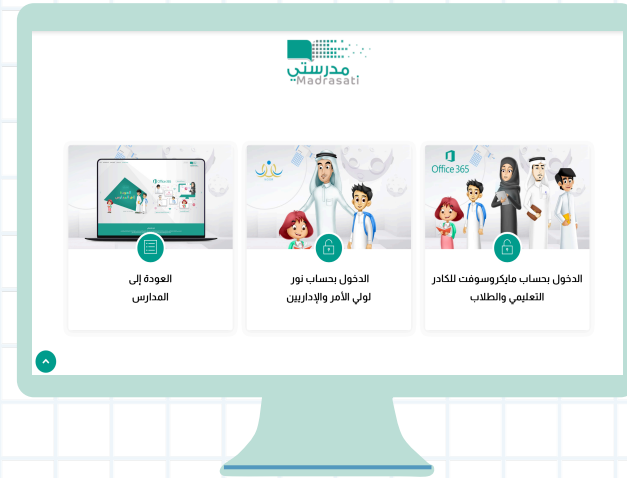 مدرستي
Madrasati
Office 365
الدخول بحساب مايكروسوفت للكادر
التعليمي والطلاب
الدخول بحساب نور
لولي الأمر والإداريين
العودة إلى
المدارس